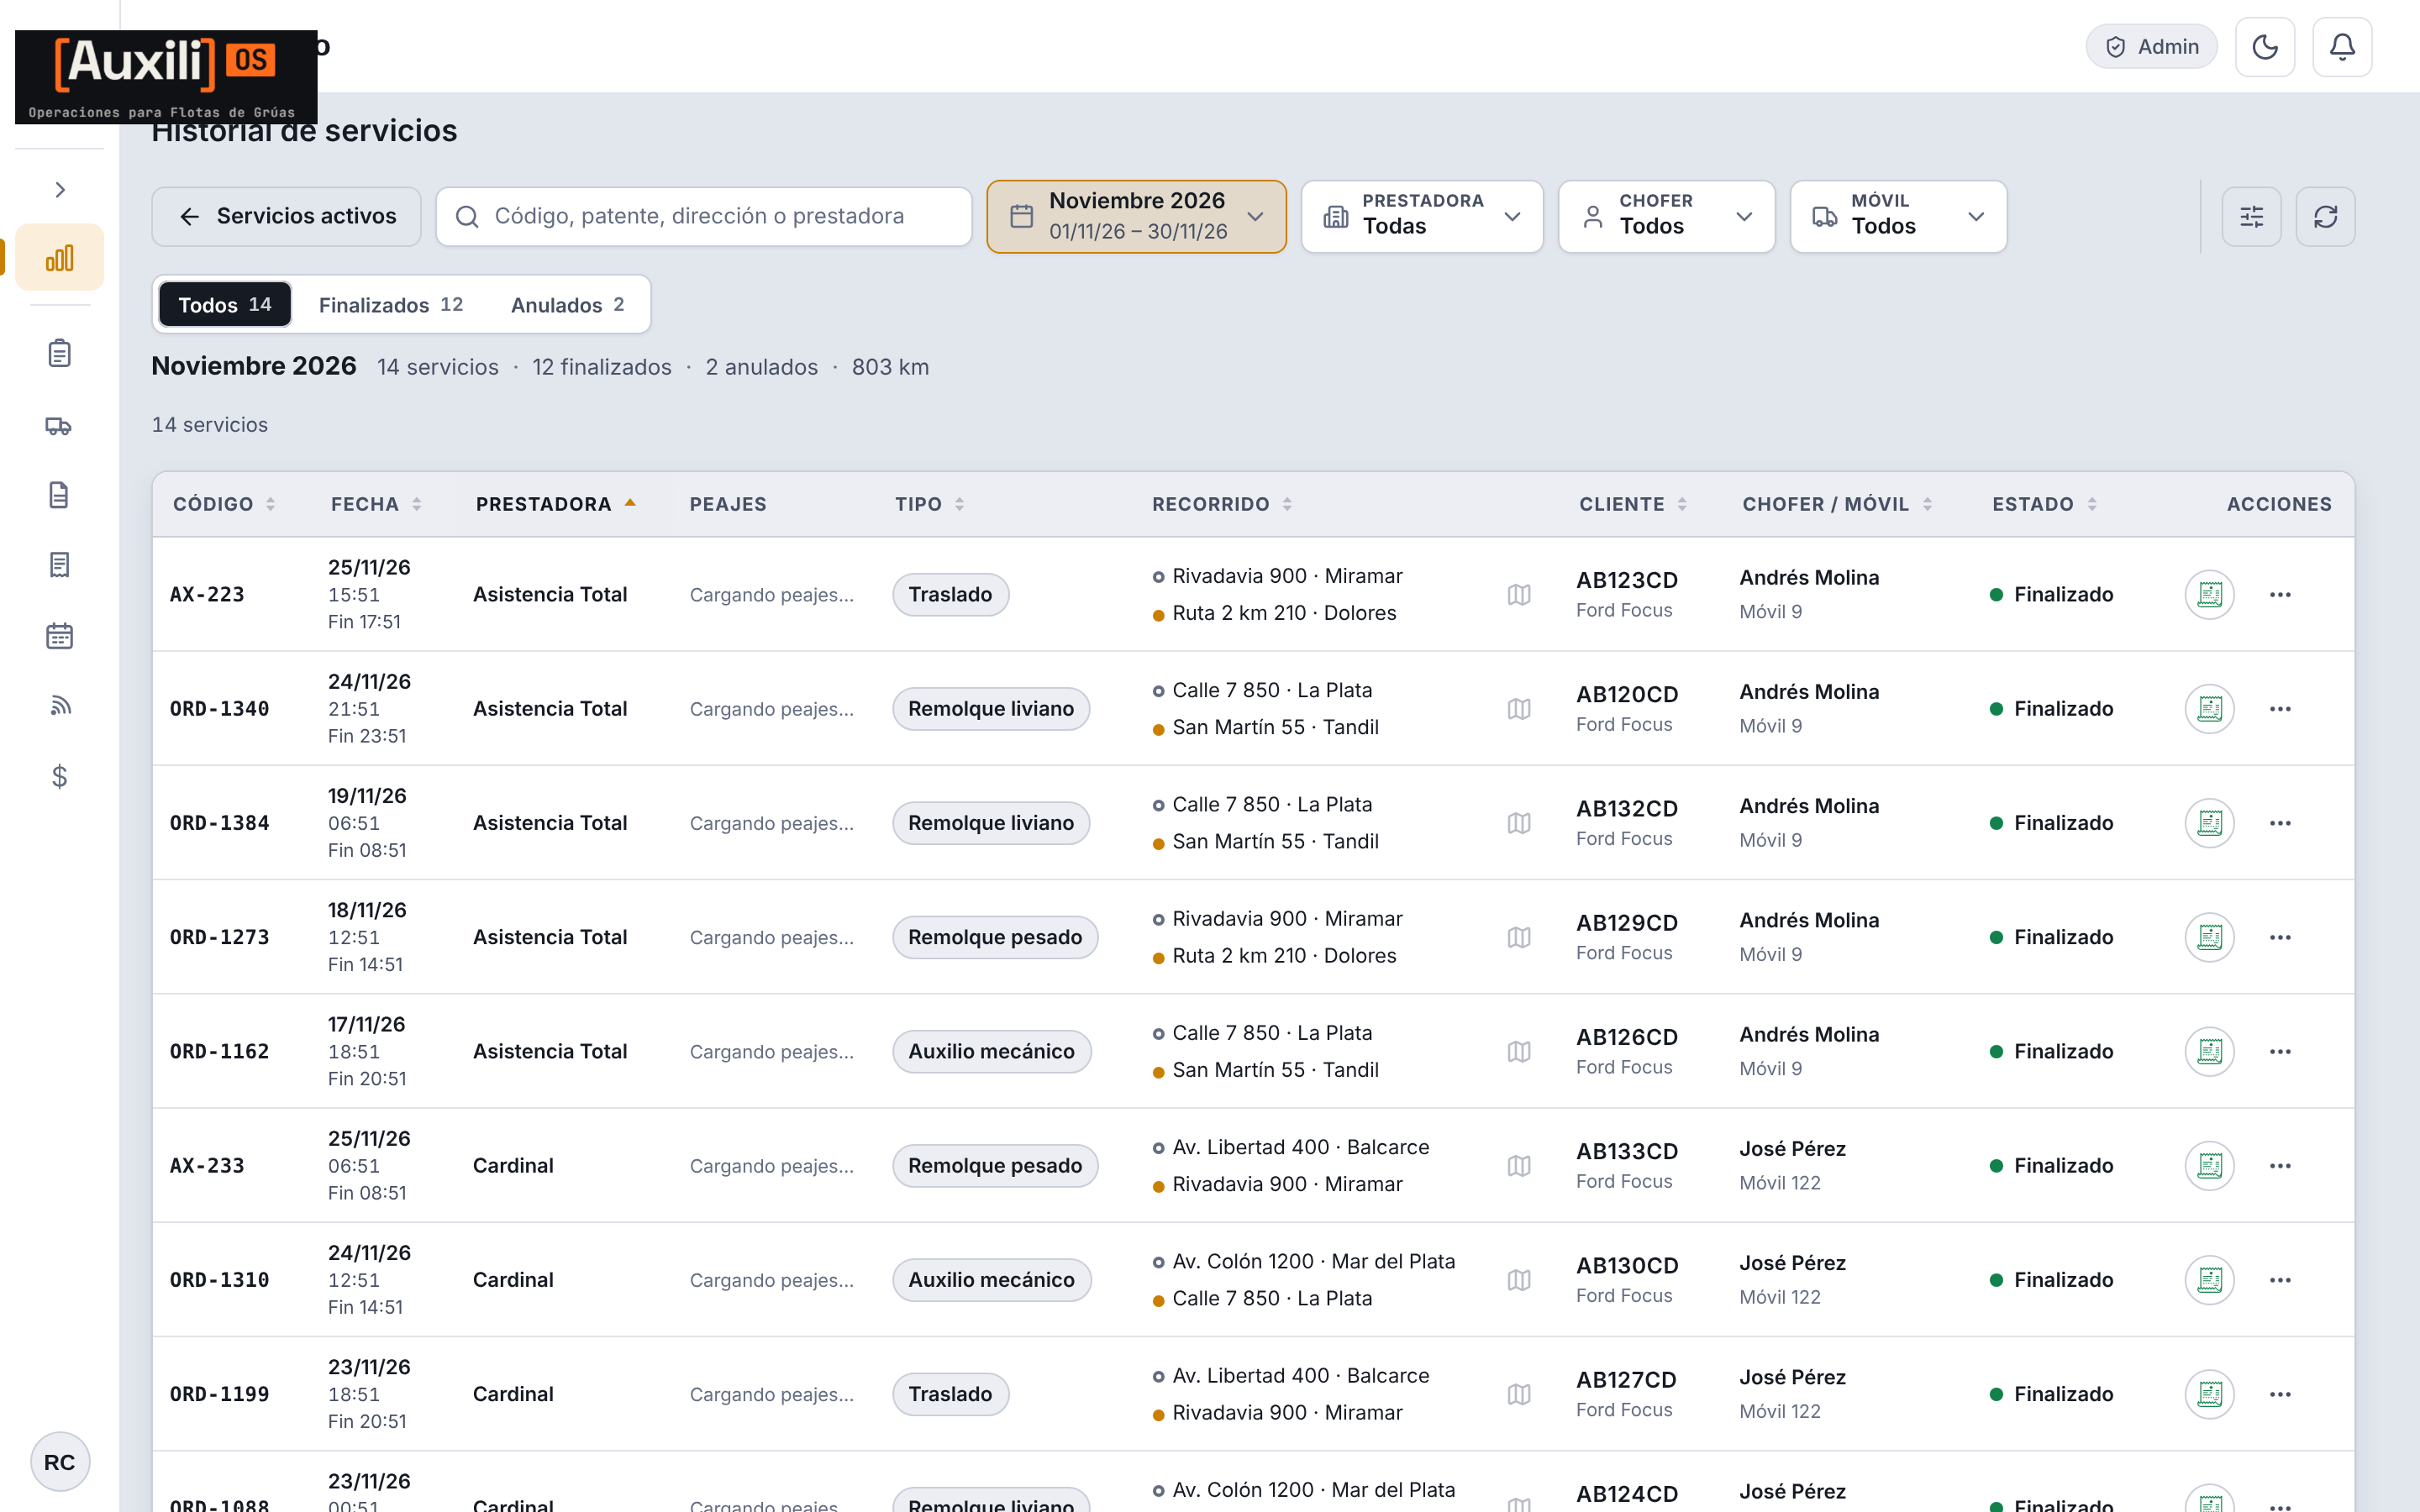 [Auxili] OS
Operaciones para Flotas de Grúas
o
Admin
Historial de servicios
Servicios activos
Código, patente, dirección o prestadora
Noviembre 2026
01/11/26 – 30/11/26
PRESTADORA
Todas
CHOFER
Todos
MÓVIL
Todos
Todos 14 Finalizados 12 Anulados 2
Noviembre 2026 14 servicios · 12 finalizados · 2 anulados · 803 km
14 servicios
CÓDIGO FECHA PRESTADORA PEAJES TIPO RECORRIDO CLIENTE CHOFER / MÓVIL ESTADO ACCIONES
AX-223
25/11/26
15:51
Fin 17:51
Asistencia Total
Cargando peajes...
Traslado
Rivadavia 900 · Miramar
Ruta 2 km 210 · Dolores
AB123CD
Ford Focus
Andrés Molina
Móvil 9
Finalizado
ORD-1340
24/11/26
21:51
Fin 23:51
Asistencia Total
Cargando peajes...
Remolque liviano
Calle 7 850 · La Plata
San Martín 55 · Tandil
AB120CD
Ford Focus
Andrés Molina
Móvil 9
Finalizado
ORD-1384
19/11/26
06:51
Fin 08:51
Asistencia Total
Cargando peajes...
Remolque liviano
Calle 7 850 · La Plata
San Martín 55 · Tandil
AB132CD
Ford Focus
Andrés Molina
Móvil 9
Finalizado
ORD-1273
18/11/26
12:51
Fin 14:51
Asistencia Total
Cargando peajes...
Remolque pesado
Rivadavia 900 · Miramar
Ruta 2 km 210 · Dolores
AB129CD
Ford Focus
Andrés Molina
Móvil 9
Finalizado
ORD-1162
17/11/26
18:51
Fin 20:51
Asistencia Total
Cargando peajes...
Auxilio mecánico
Calle 7 850 · La Plata
San Martín 55 · Tandil
AB126CD
Ford Focus
Andrés Molina
Móvil 9
Finalizado
AX-233
25/11/26
06:51
Fin 08:51
Cardinal
Cargando peajes...
Remolque pesado
Av. Libertad 400 · Balcarce
Rivadavia 900 · Miramar
AB133CD
Ford Focus
José Pérez
Móvil 122
Finalizado
ORD-1310
24/11/26
12:51
Fin 14:51
Cardinal
Cargando peajes...
Auxilio mecánico
Av. Colón 1200 · Mar del Plata
Calle 7 850 · La Plata
AB130CD
Ford Focus
José Pérez
Móvil 122
Finalizado
ORD-1199
23/11/26
18:51
Fin 20:51
Cardinal
Cargando peajes...
Traslado
Av. Libertad 400 · Balcarce
Rivadavia 900 · Miramar
AB127CD
Ford Focus
José Pérez
Móvil 122
Finalizado
ORD-1088
23/11/26
00:51
Cardinal
Cargando peajes...
Remolque liviano
Av. Colón 1200 · Mar del Plata
AB124CD
José Pérez
Finalizado
RC